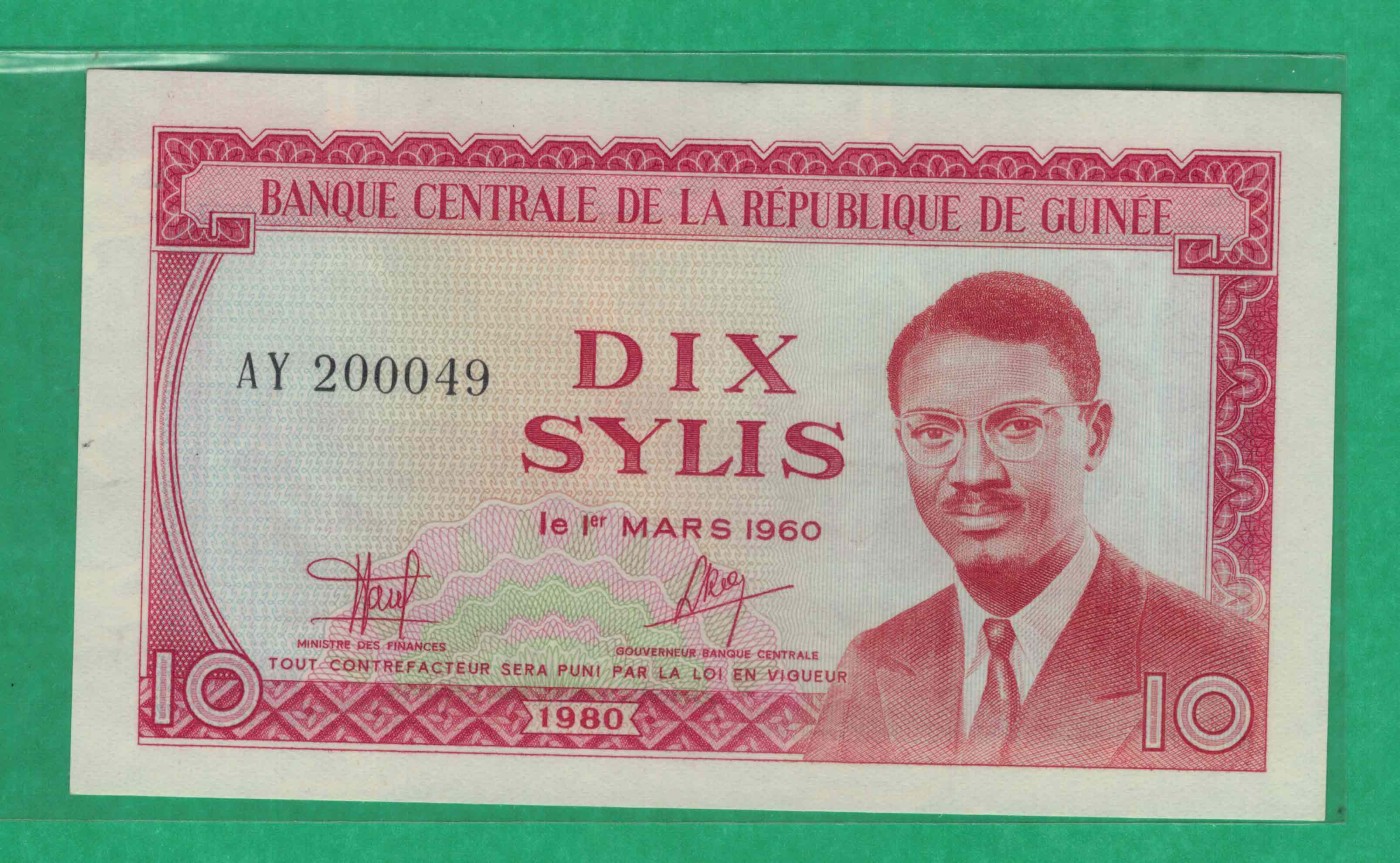 BANQUE CENTRALE DE LA RÉPUBLIQUE DE GUINÉE
AY 200049
DIX
SYLIS
le 1er MARS 1960
MINISTRE DES FINANCES
GOUVERNEUR BANQUE CENTRALE
TOUT CONTREFACTEUR SERA PUNI PAR LA LOI EN VIGUEUR
10
1980
10